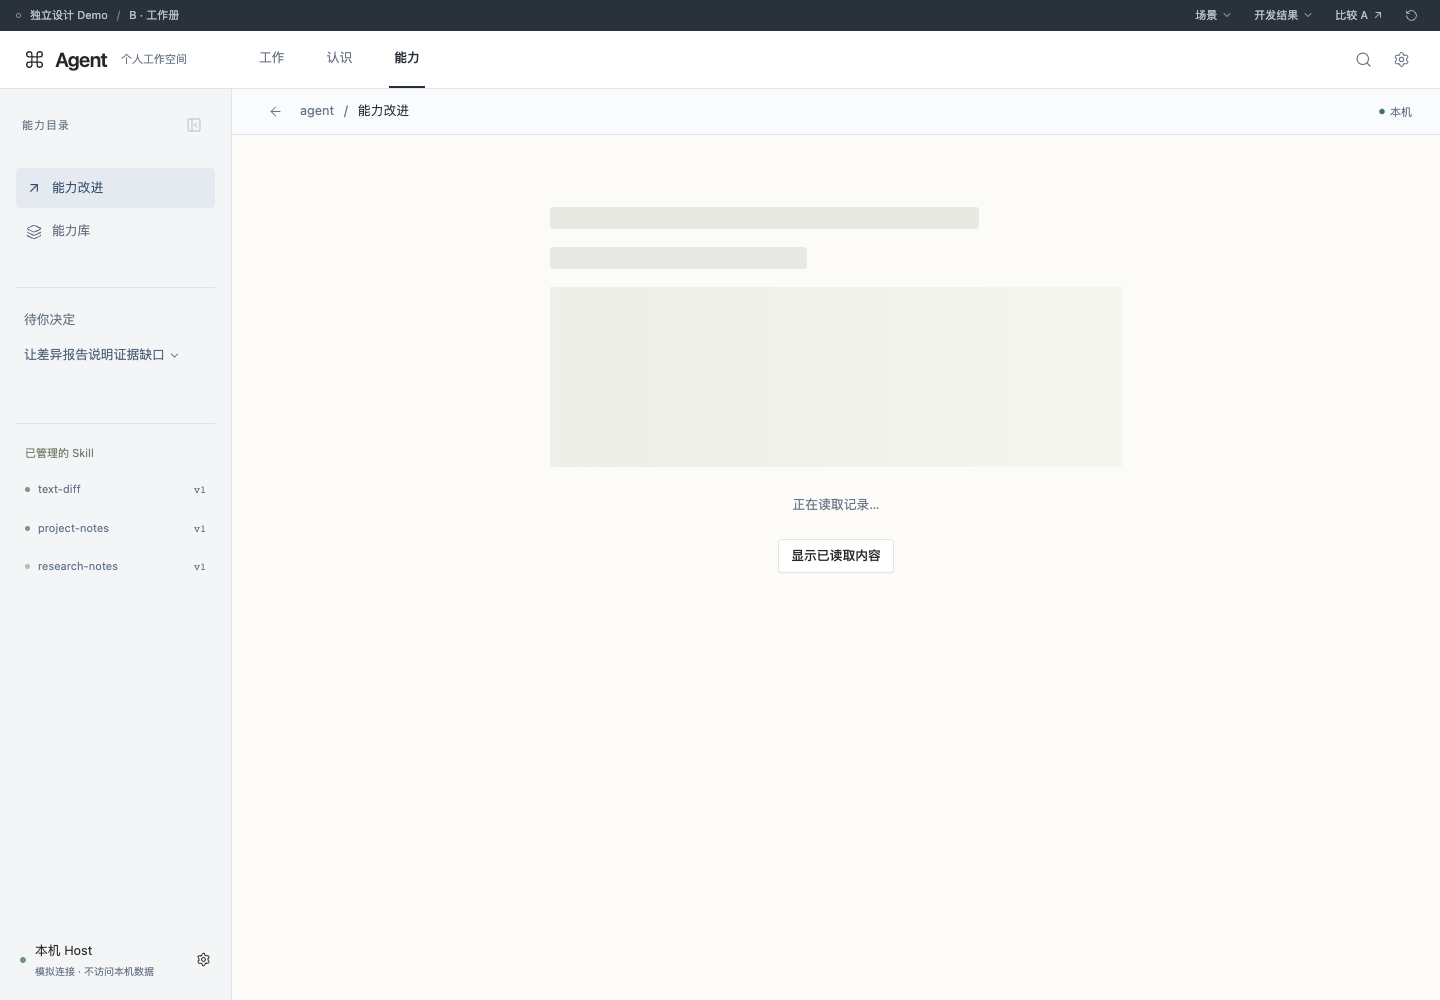 独立设计 Demo / B · 工作册
场景
开发结果
比较 A
Agent 个人工作空间
工作
认识
能力
能力目录
agent / 能力改进
本机
能力改进
能力库
待你决定
让差异报告说明证据缺口
已管理的 Skill
text-diff v1
project-notes v1
research-notes v1
正在读取记录...
显示已读取内容
本机 Host
模拟连接 · 不访问本机数据